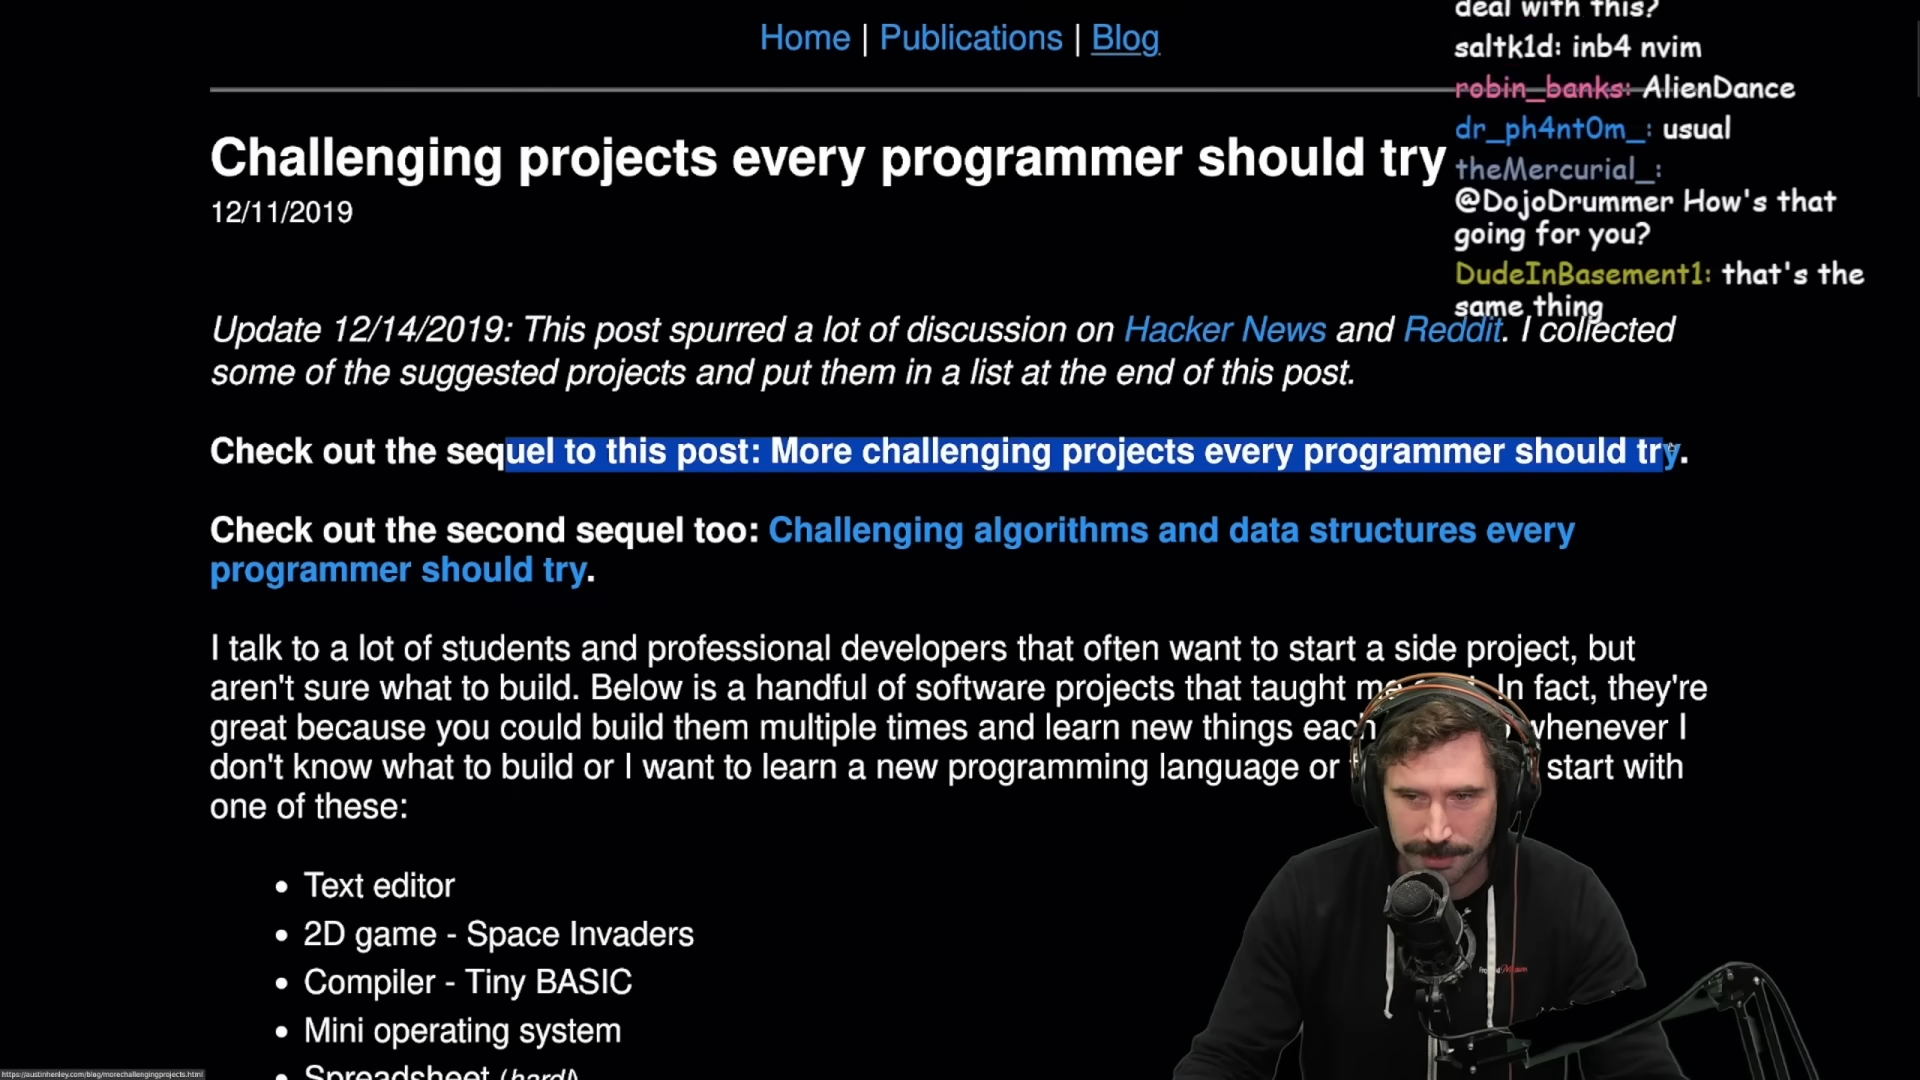 Home | Publications | Blog
Challenging projects every programmer should try
12/11/2019
Update 12/14/2019: This post spurred a lot of discussion on Hacker News and Reddit. I collected
some of the suggested projects and put them in a list at the end of this post.
Check out the sequel to this post: More challenging projects every programmer should try.
Check out the second sequel too: Challenging algorithms and data structures every
programmer should try.
I talk to a lot of students and professional developers that often want to start a side project, but
aren't sure what to build. Below is a handful of software projects that taught In fact, they're
great because you could build them multiple times and learn new things each whenever I
don't know what to build or I want to learn a new programming language or start with
one of these:
• Text editor
• 2D game - Space Invaders
• Compiler - Tiny BASIC
• Mini operating system
• Spreadsheet (hard!)
deal with this?
saltk1d: inb4 nvim
robin_banks: AlienDance
dr_ph4nt0m_: usual
theMercurial_:
@DojoDrummer How's that
going for you?
DudeInBasement1: that's the
same thing
https://austinhenley.com/blog/morechallengingprojects.html